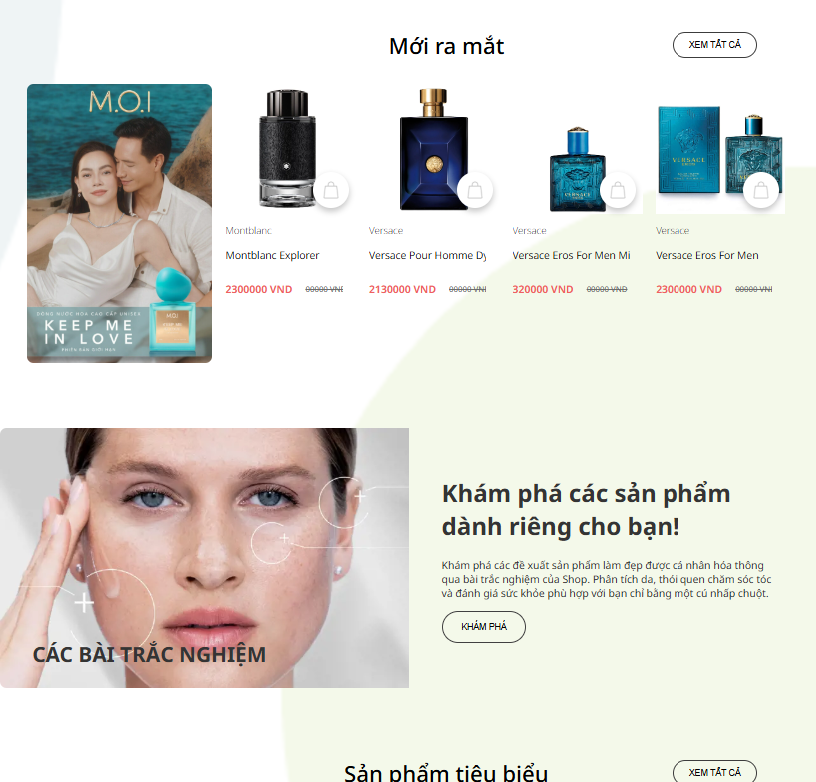 Mới ra mắt
XEM TẤT CẢ
M.O.I
DÒNG NƯỚC HOA CAO CẤP UNISEX
KEEP ME
IN LOVE
PHIÊN BẢN GIỚI HẠN
M.O.I
VERSACE
VERSACE
Montblanc
Montblanc Explorer
2300000 VND
00000 VNĐ
Versace
Versace Pour Homme Dy
2130000 VND
00000 VNĐ
Versace
Versace Eros For Men Mi
320000 VND
00000 VND
Versace
Versace Eros For Men
2300000 VND
00000 VNI
CÁC BÀI TRẮC NGHIỆM
Khám phá các sản phẩm
dành riêng cho bạn!
Khám phá các đề xuất sản phẩm làm đẹp được cá nhân hóa thông
qua bài trắc nghiệm của Shop. Phân tích da, thói quen chăm sóc tóc
và đánh giá sức khỏe phù hợp với bạn chỉ bằng một cú nhấp chuột.
KHÁM PHÁ
Sản phẩm tiêu biểu
XEM TẤT CẢ